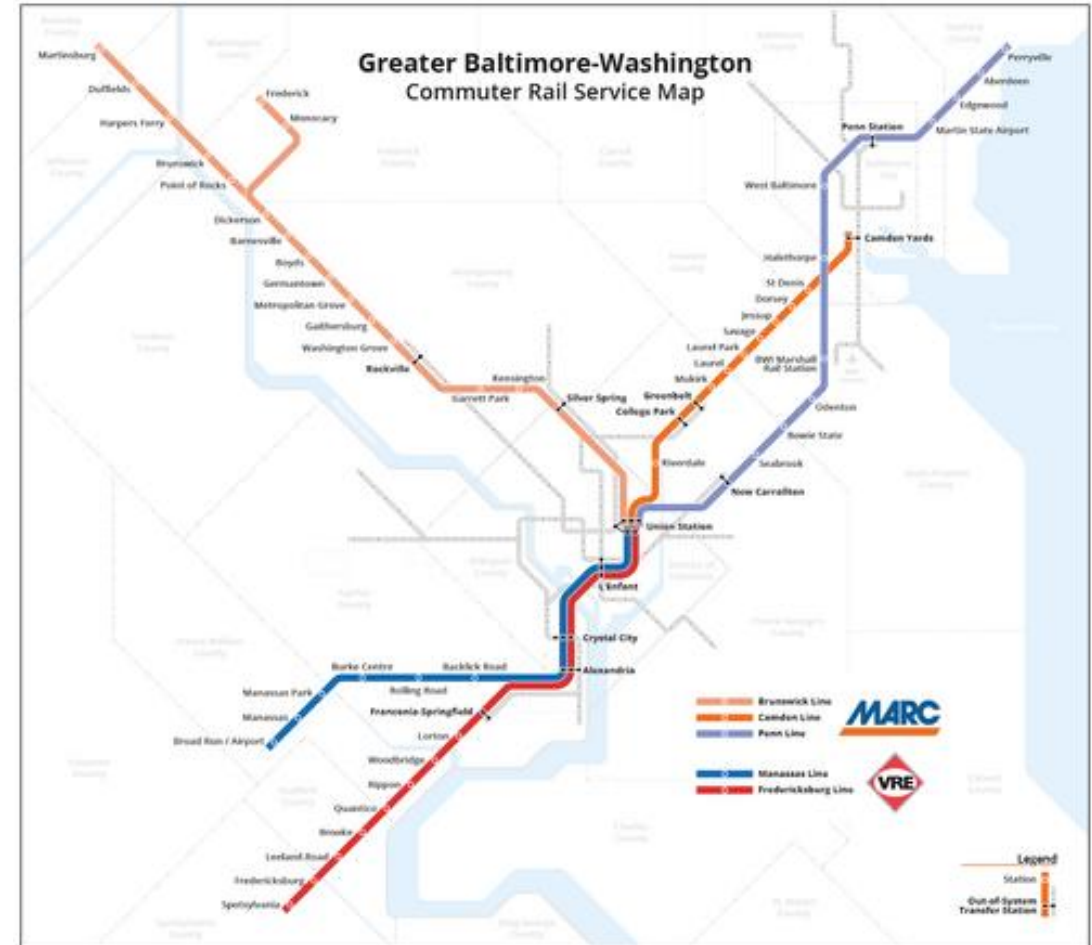 Greater Baltimore-Washington
Commuter Rail Service Map
Martinsburg
Duffields
Harpers Ferry
Brunswick
Point of Rocks
Frederick
Monocacy
Dickerson
Barnesville
Boyds
Germantown
Metropolitan Grove
Gaithersburg
Washington Grove
Rockville
Garrett Park
Kensington
Silver Spring
Perryville
Aberdeen
Edgewood
Martin State Airport
Penn Station
West Baltimore
Halethorpe
BWI Marshall
Rail Station
Odenton
Bowie State
Seabrook
New Carrollton
Camden Yards
St Denis
Dorsey
Jessup
Savage
Laurel Park
Laurel
Muirkirk
Greenbelt
College Park
Riverdale
Union Station
L'Enfant
Crystal City
Alexandria
Backlick Road
Rolling Road
Burke Centre
Manassas Park
Manassas
Broad Run / Airport
Franconia-Springfield
Lorton
Woodbridge
Rippon
Quantico
Brooke
Leeland Road
Fredericksburg
Spotsylvania
Brunswick Line
Camden Line
Penn Line
MARC
Manassas Line
Fredericksburg Line
VRE
Legend
Station
Out-of-System
Transfer Station